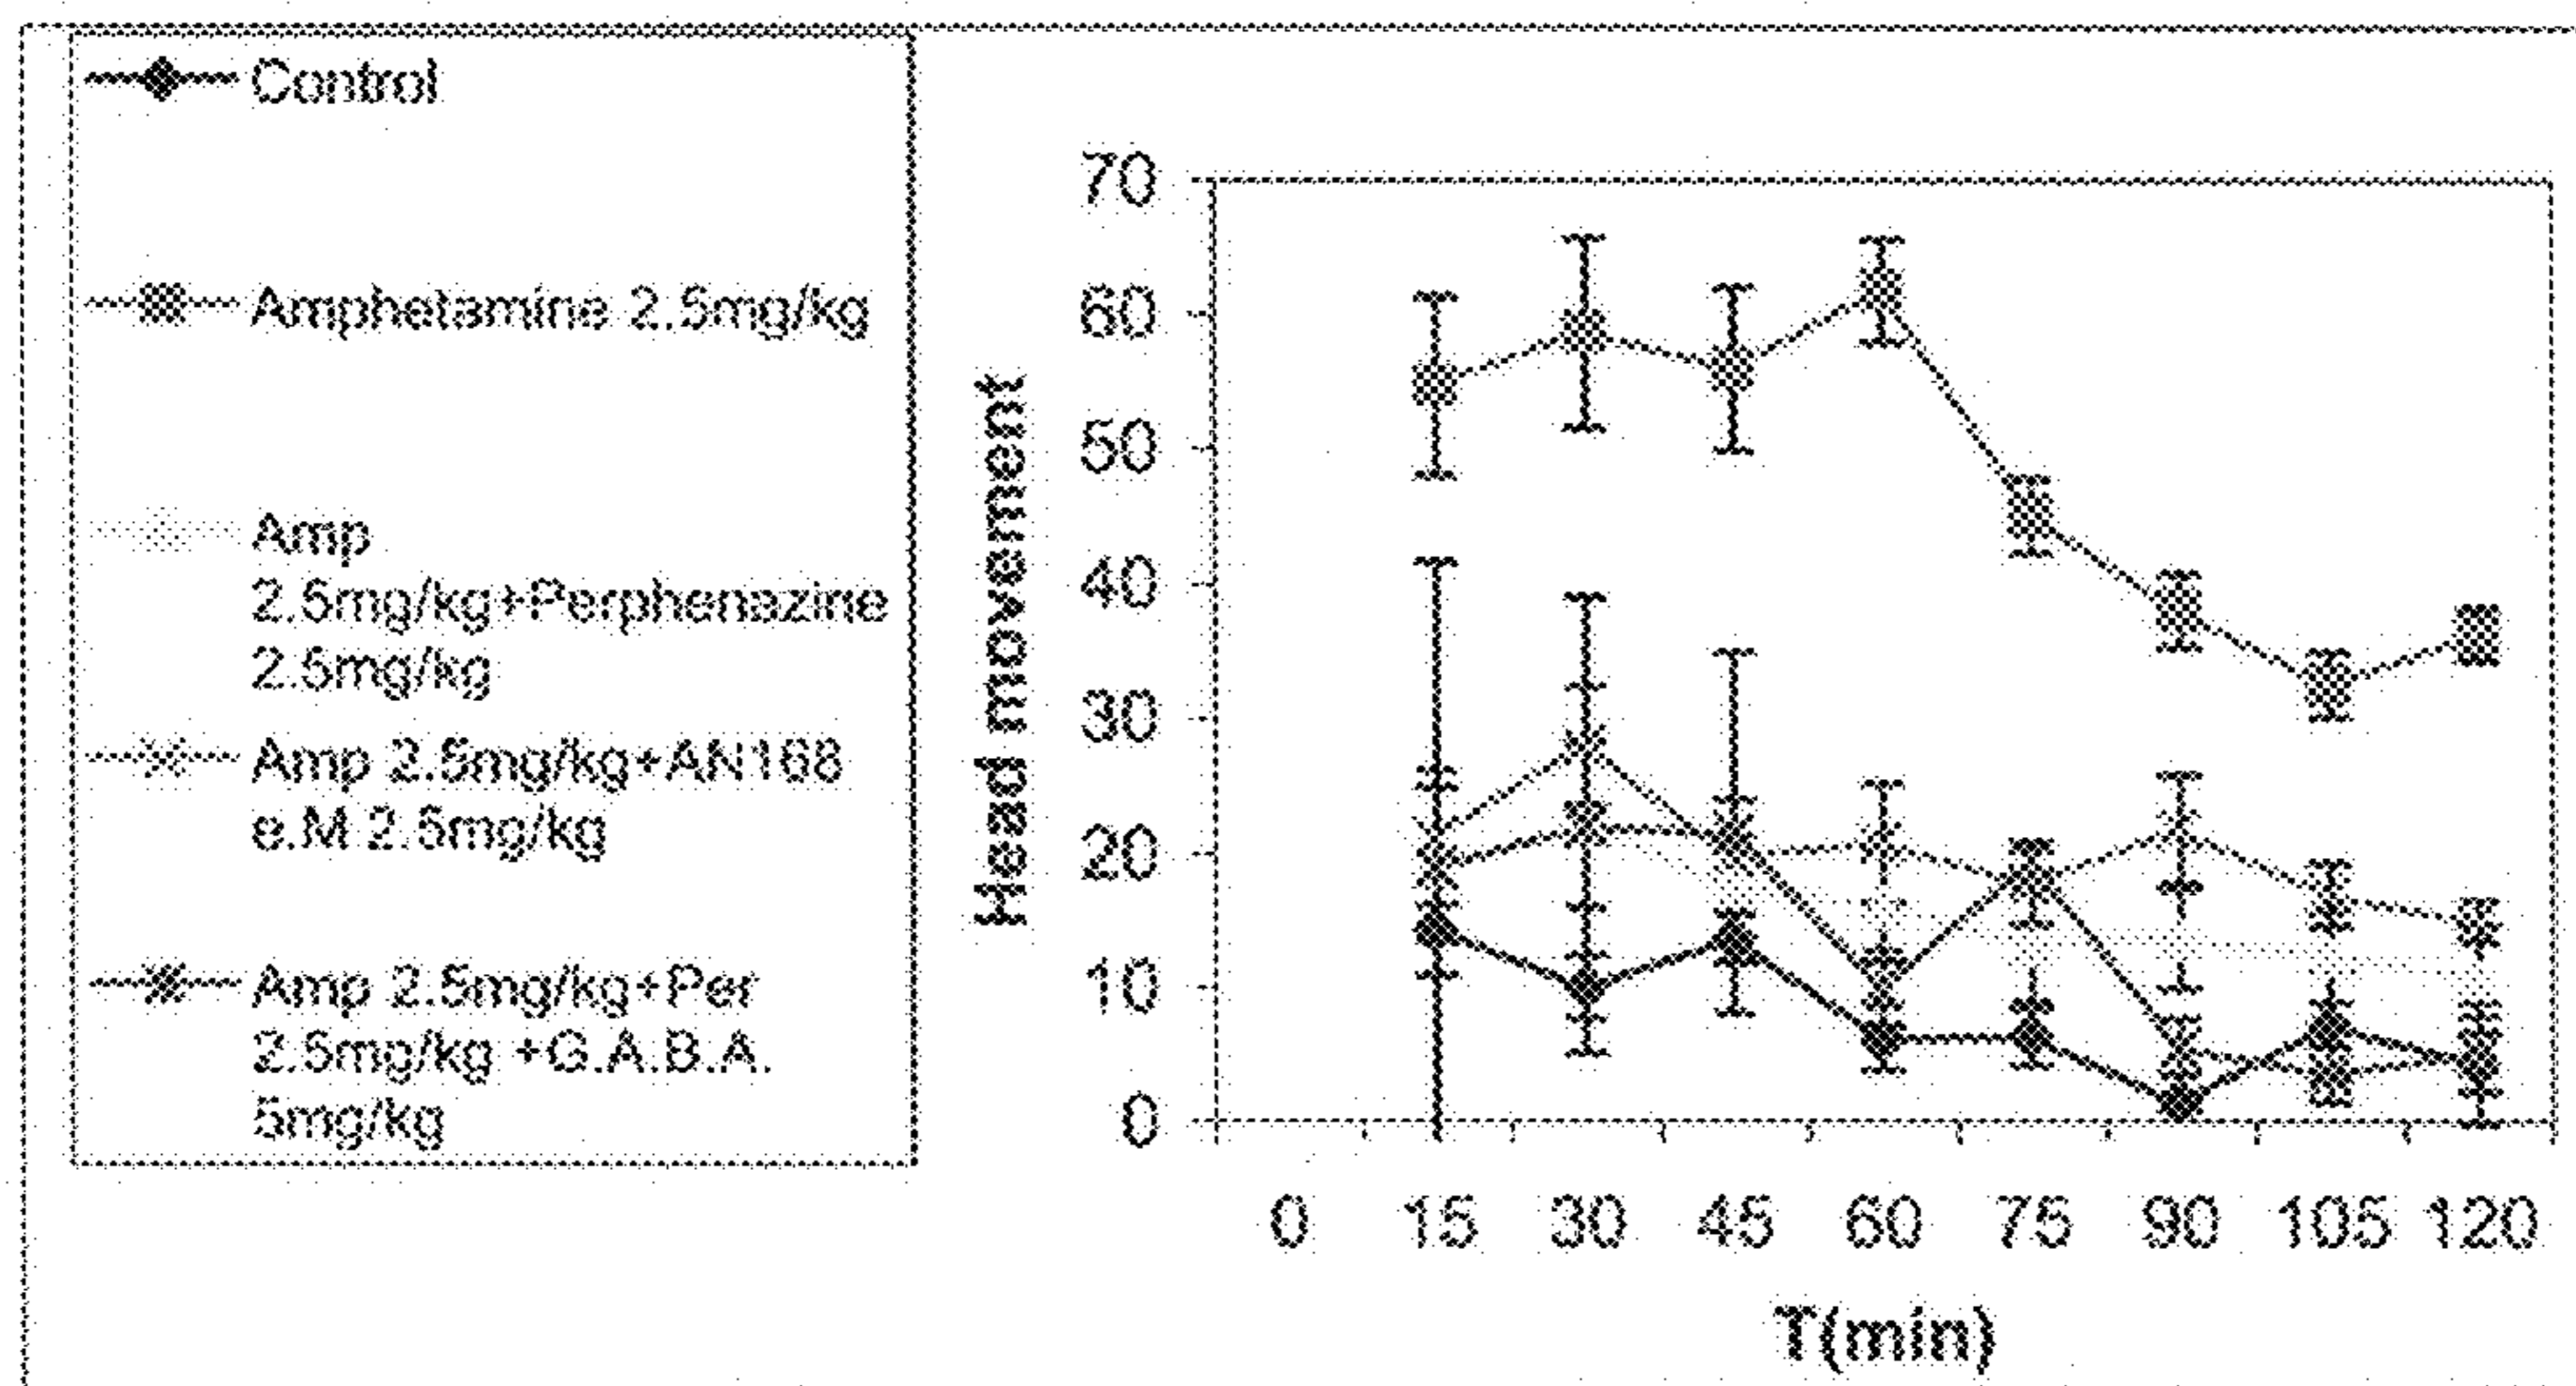 Control
Amphetamine 2.5mg/kg
Amp
2.5mg/kg+Perphenazine
2.5mg/kg
Amp 2.5mg/kg+AN168
e.M 2.5mg/kg
Amp 2.5mg/kg+Per
2.5mg/kg +G.A.B.A.
5mg/kg
Head movement
70
60
50
40
30
20
10
0
0 15 30 45 60 75 90 105 120
T(min)